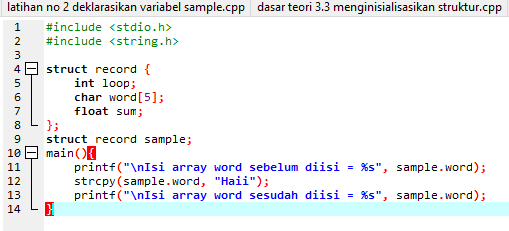 latihan no 2 deklarasikan variabel sample.cpp dasar teori 3.3 menginisialisasikan struktur.cpp
1 #include <stdio.h>
2 #include <string.h>
3
4 struct record {
5 int loop;
6 char word[5];
7 float sum;
8 };
9 struct record sample;
10 main(){
11 printf("\nIsi array word sebelum diisi = %s", sample.word);
12 strcpy(sample.word, "Haii");
13 printf("\nIsi array word sesudah diisi = %s", sample.word);
14 }